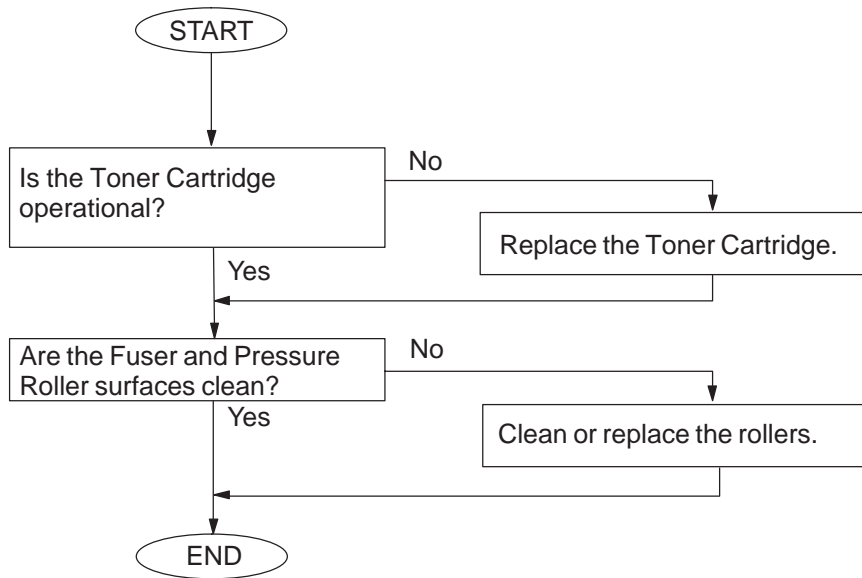 START
Is the Toner Cartridge
operational?
No
Replace the Toner Cartridge.
Yes
Are the Fuser and Pressure
Roller surfaces clean?
No
Yes
Clean or replace the rollers.
END